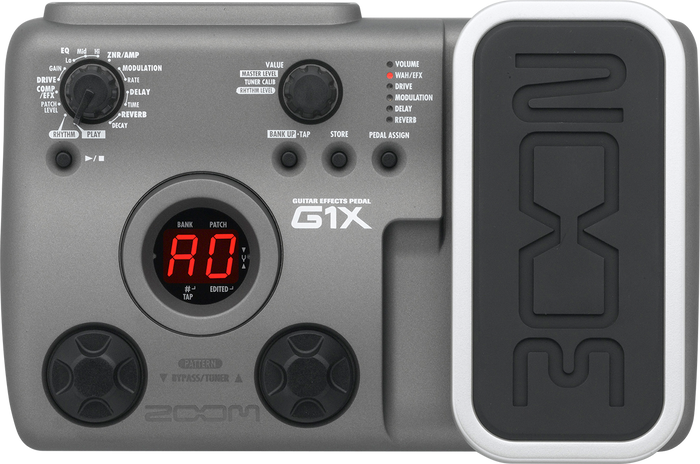 EQ Mid Hi ZNR/AMP
Lo
GAIN MODULATION
DRIVE RATE
COMP
/EFX DELAY
PATCH
LEVEL TIME
REVERB
RHYTHM PLAY DECAY
►/■
VALUE
MASTER LEVEL
TUNER CALIB
RHYTHM LEVEL
BANK UP•TAP STORE PEDAL ASSIGN
VOLUME
WAH/EFX
DRIVE
MODULATION
DELAY
REVERB
GUITAR EFFECTS PEDAL
G1X
BANK PATCH
A0
#
TAP EDITED
PATTERN
▼ BYPASS/TUNER ▲
ZOOM
ZOOM